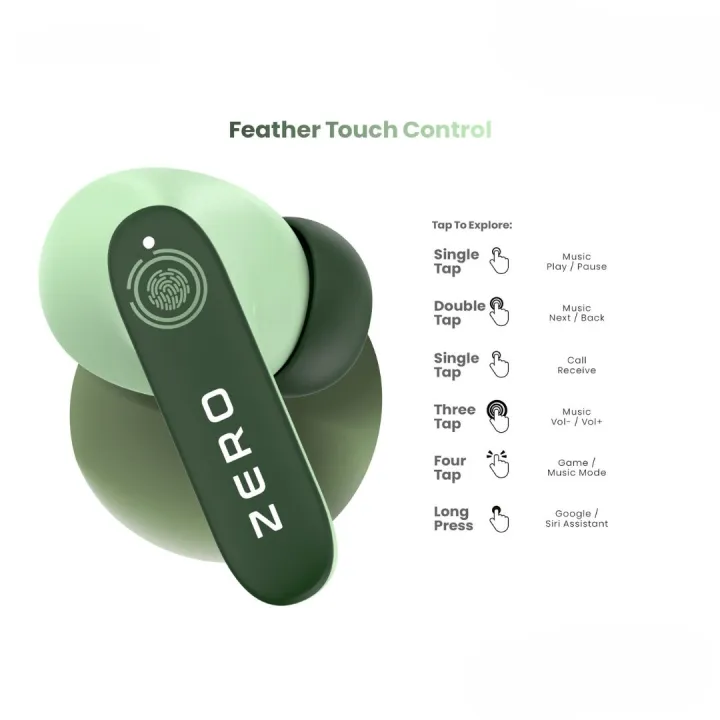 Feather Touch Control
Tap To Explore:
Single
Tap
Music
Play / Pause
Double
Tap
Music
Next / Back
Single
Tap
Call
Receive
Three
Tap
Music
Vol- / Vol+
Four
Tap
Game /
Music Mode
Long
Press
Google /
Siri Assistant
ZERO